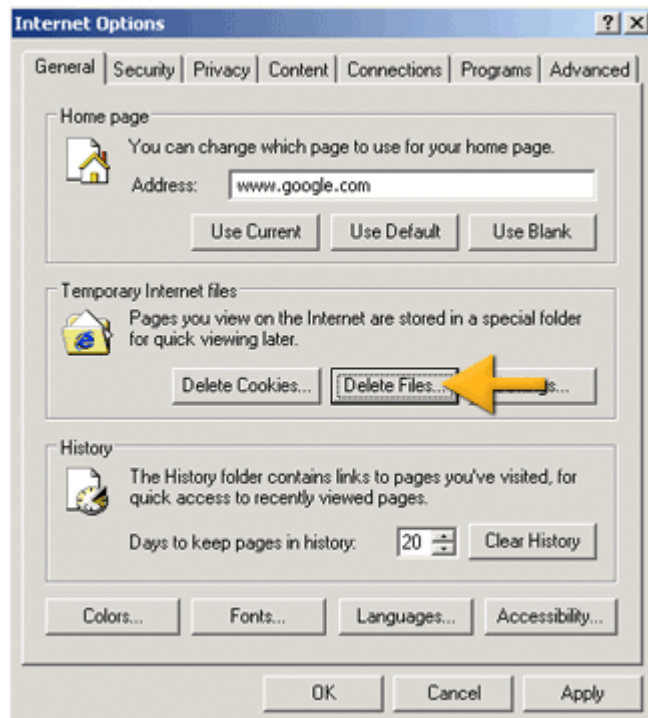 Internet Options
General Security Privacy Content Connections Programs Advanced
Home page
You can change which page to use for your home page.
Address: www.google.com
Use Current Use Default Use Blank
Temporary Internet files
Pages you view on the Internet are stored in a special folder
for quick viewing later.
Delete Cookies... Delete Files...
History
The History folder contains links to pages you've visited, for
quick access to recently viewed pages.
Days to keep pages in history: 20 Clear History
Colors... Fonts... Languages... Accessibility...
OK Cancel Apply